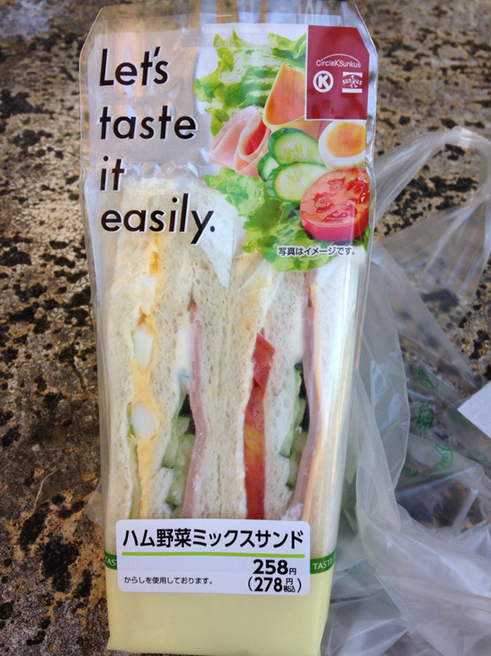 Let's
taste
it
easily.
CircleKSunkus
K
sunkus
写真はイメージです。
ハム野菜ミックスサンド
258円
(278円税込)
からしを使用しております。
TASTE